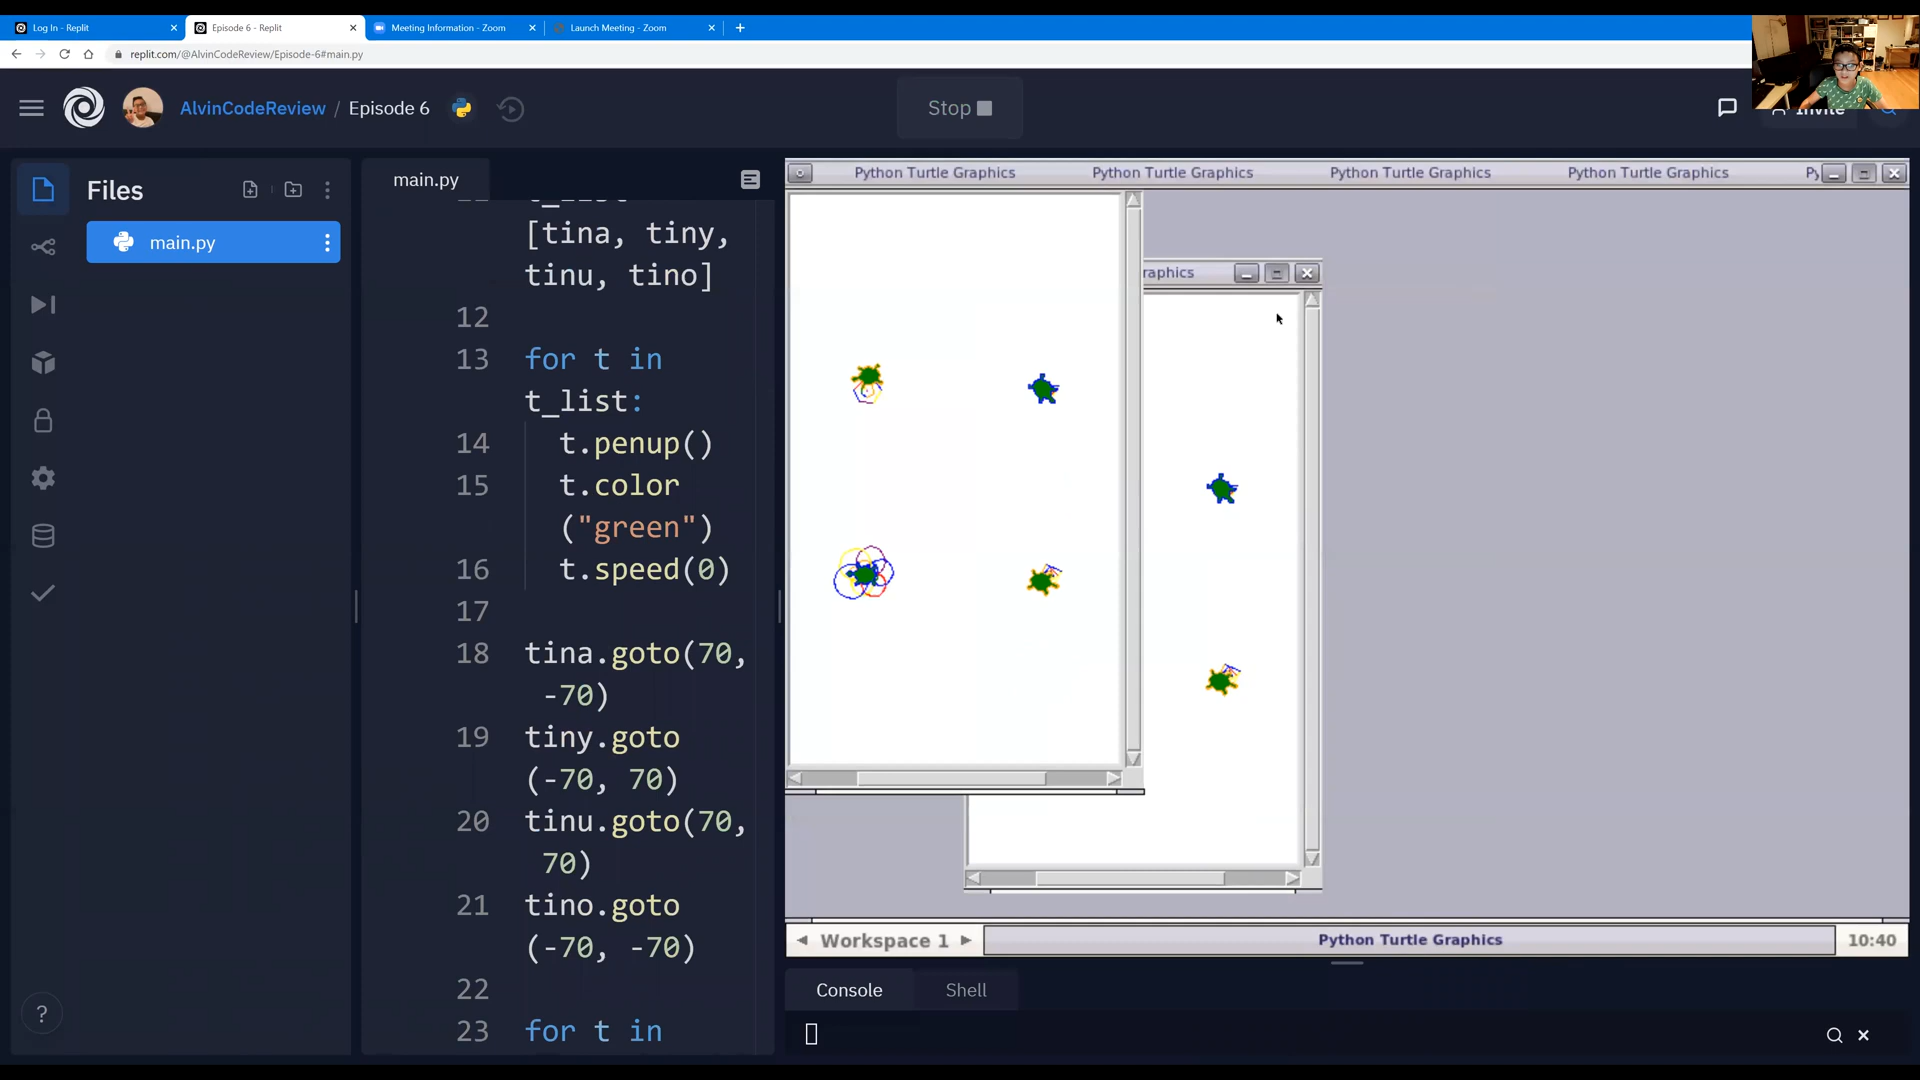 Log In - Replit
Episode 6 - Replit
Meeting Information - Zoom
Launch Meeting - Zoom
replit.com/@AlvinCodeReview/Episode-6#main.py
AlvinCodeReview / Episode 6
Stop
Invite
Files
main.py
main.py
Python Turtle Graphics
Python Turtle Graphics
Python Turtle Graphics
Python Turtle Graphics
Py
raphics
[tina, tiny,
tinu, tino]
12
13 for t in
t_list:
14 t.penup()
15 t.color
("green")
16 t.speed(0)
17
18 tina.goto(70,
-70)
19 tiny.goto
(-70, 70)
20 tinu.goto(70,
70)
21 tino.goto
(-70, -70)
22
23 for t in
Workspace 1
Python Turtle Graphics
10:40
Console
Shell
?